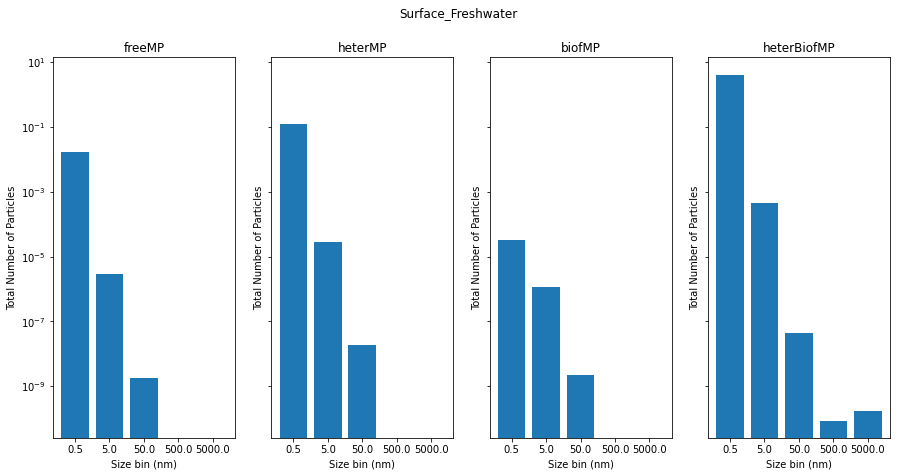 Surface_Freshwater
freeMP
heterMP
biofMP
heterBiofMP
10¹
10⁻¹
10⁻³
10⁻⁵
10⁻⁷
10⁻⁹
Total Number of Particles
Total Number of Particles
Total Number of Particles
Total Number of Particles
0.5 5.0 50.0 500.0 5000.0
0.5 5.0 50.0 500.0 5000.0
0.5 5.0 50.0 500.0 5000.0
0.5 5.0 50.0 500.0 5000.0
Size bin (nm)
Size bin (nm)
Size bin (nm)
Size bin (nm)